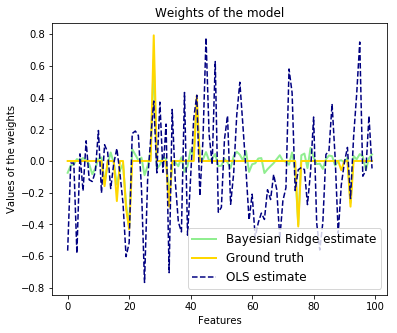 Weights of the model
Values of the weights
0.8
0.6
0.4
0.2
0.0
−0.2
−0.4
−0.6
−0.8
Bayesian Ridge estimate
Ground truth
OLS estimate
0 20 40 60 80 100
Features